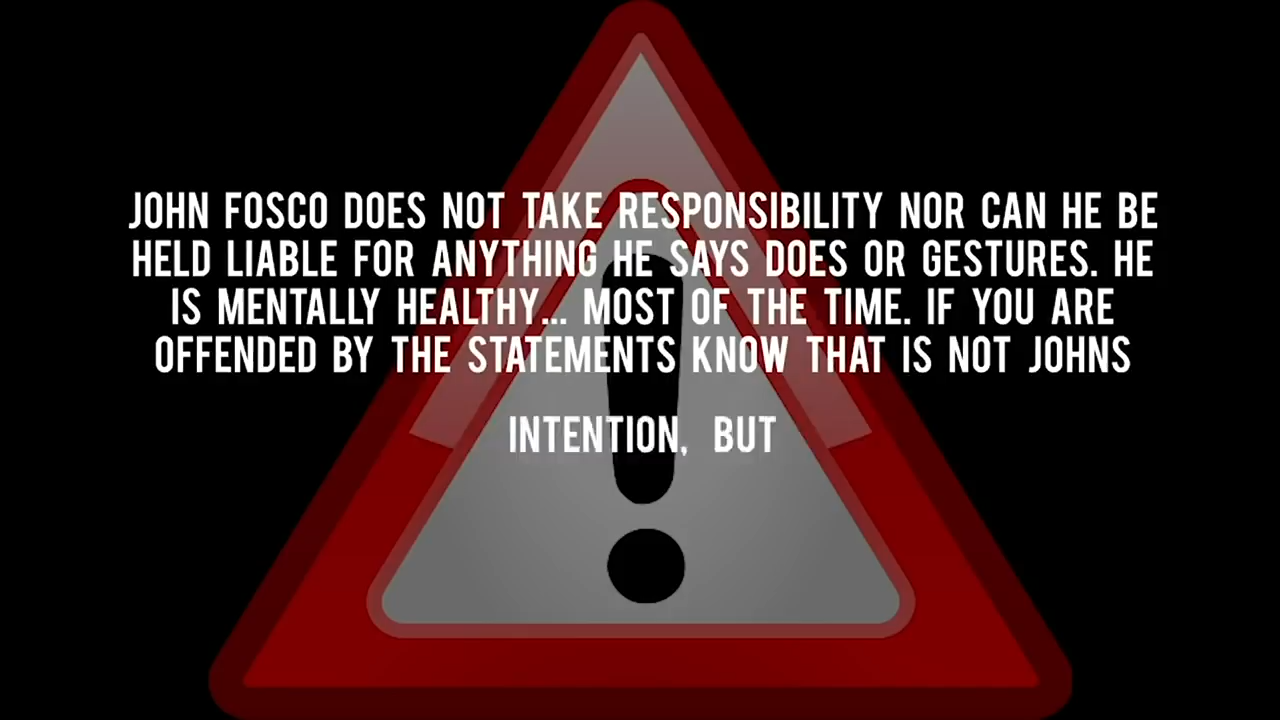 JOHN FOSCO DOES NOT TAKE RESPONSIBILITY NOR CAN HE BE
HELD LIABLE FOR ANYTHING HE SAYS DOES OR GESTURES. HE
IS MENTALLY HEALTHY... MOST OF THE TIME. IF YOU ARE
OFFENDED BY THE STATEMENTS KNOW THAT IS NOT JOHNS
INTENTION, BUT